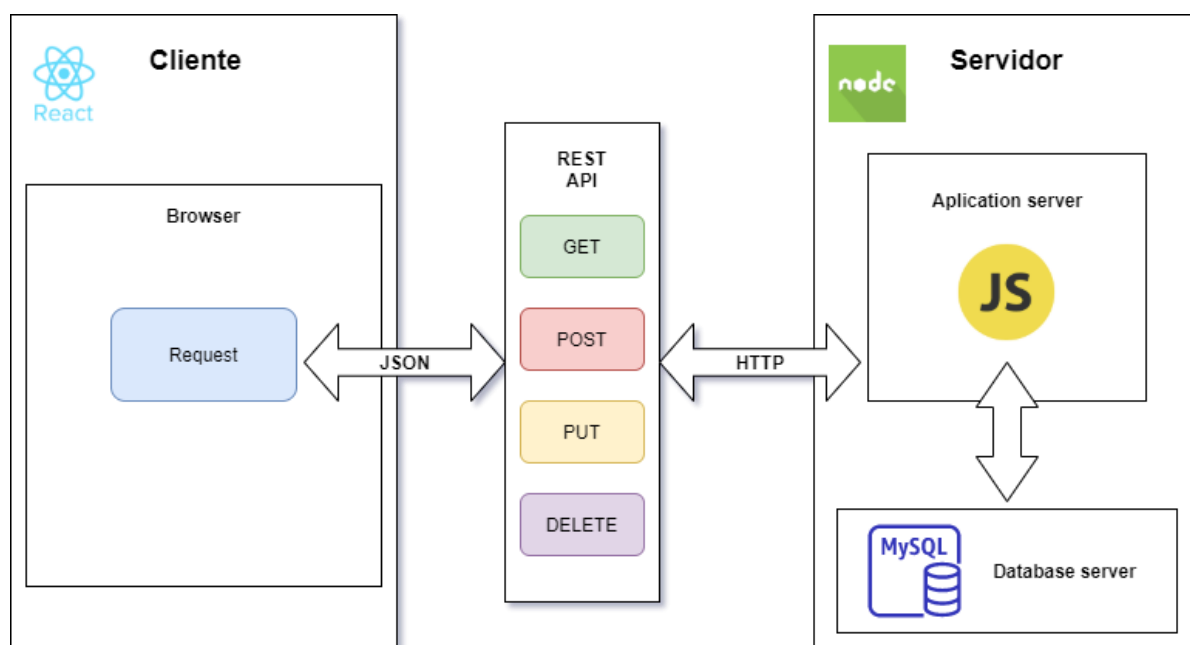 Cliente
React
Browser
Request
JSON
REST
API
GET
POST
PUT
DELETE
HTTP
Servidor
node
Aplication server
JS
MySQL
Database server